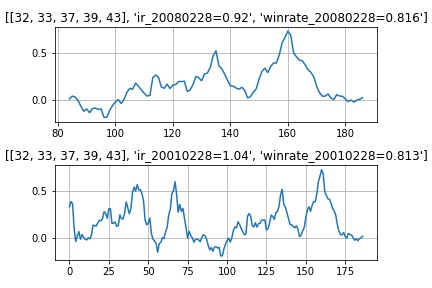 [[32, 33, 37, 39, 43], 'ir_20080228=0.92', 'winrate_20080228=0.816']
0.5
0.0
80 100 120 140 160 180
[[32, 33, 37, 39, 43], 'ir_20010228=1.04', 'winrate_20010228=0.813']
0.5
0.0
0 25 50 75 100 125 150 175